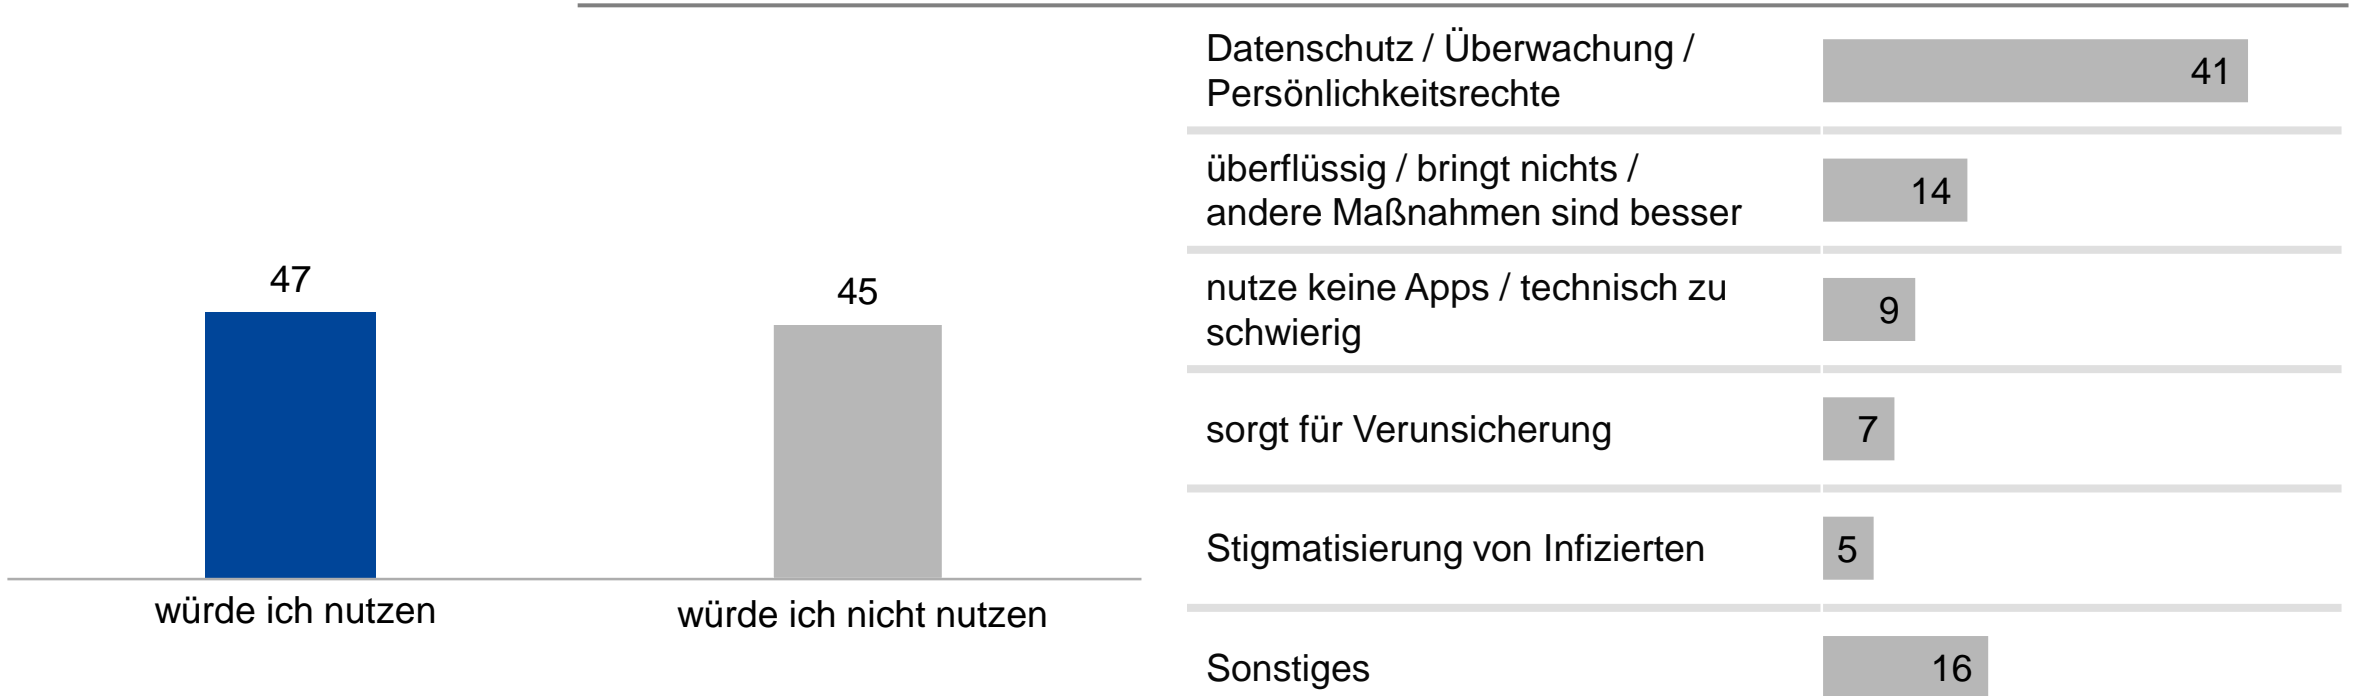 47
würde ich nutzen
45
würde ich nicht nutzen
Datenschutz / Überwachung /
Persönlichkeitsrechte
41
überflüssig / bringt nichts /
andere Maßnahmen sind besser
14
nutze keine Apps / technisch zu
schwierig
9
sorgt für Verunsicherung
7
Stigmatisierung von Infizierten
5
Sonstiges
16